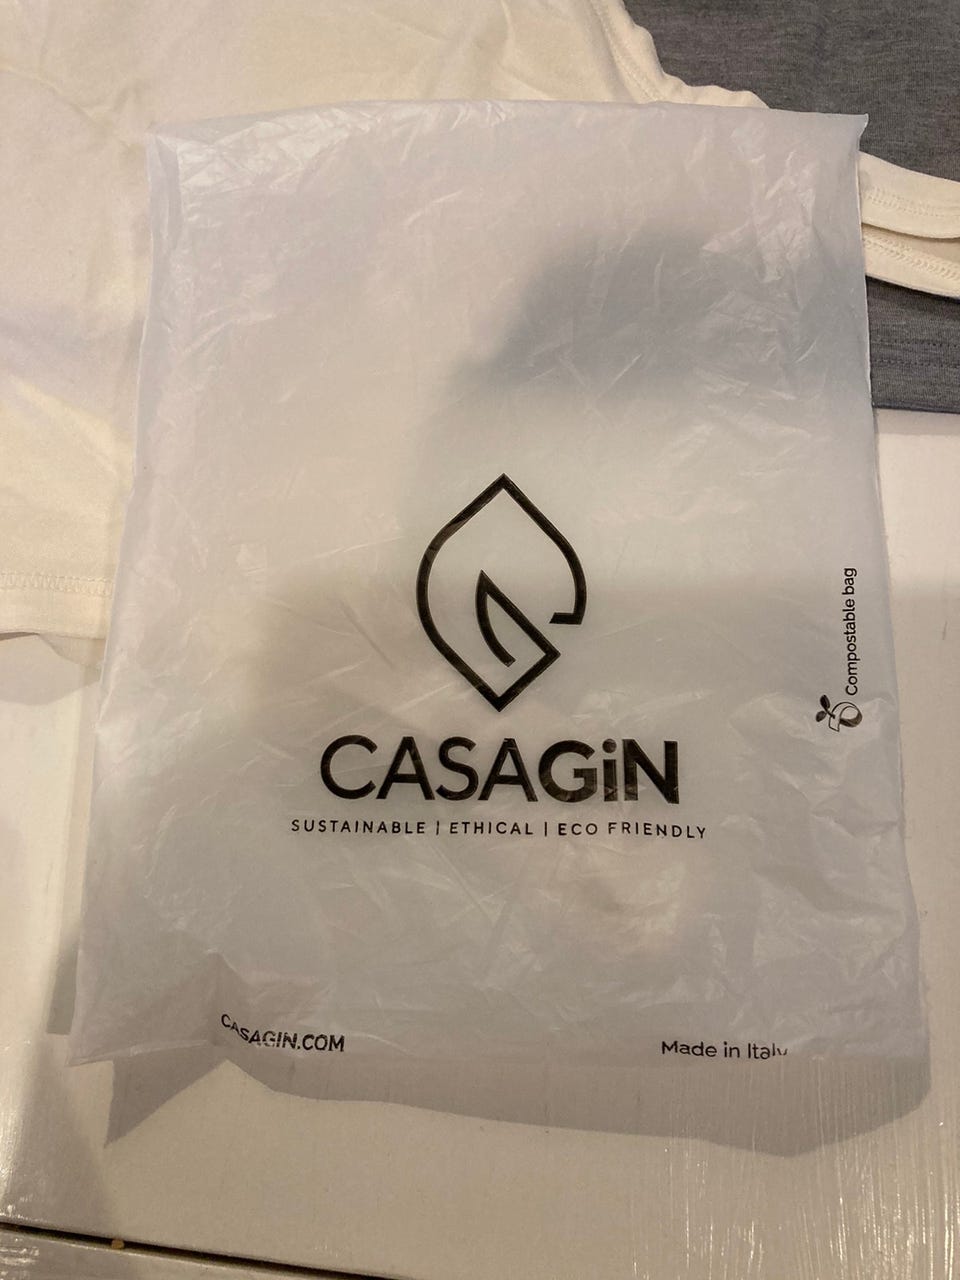 Compostable bag
CASAGiN
SUSTAINABLE | ETHICAL | ECO FRIENDLY
CASAGIN.COM
Made in Italy